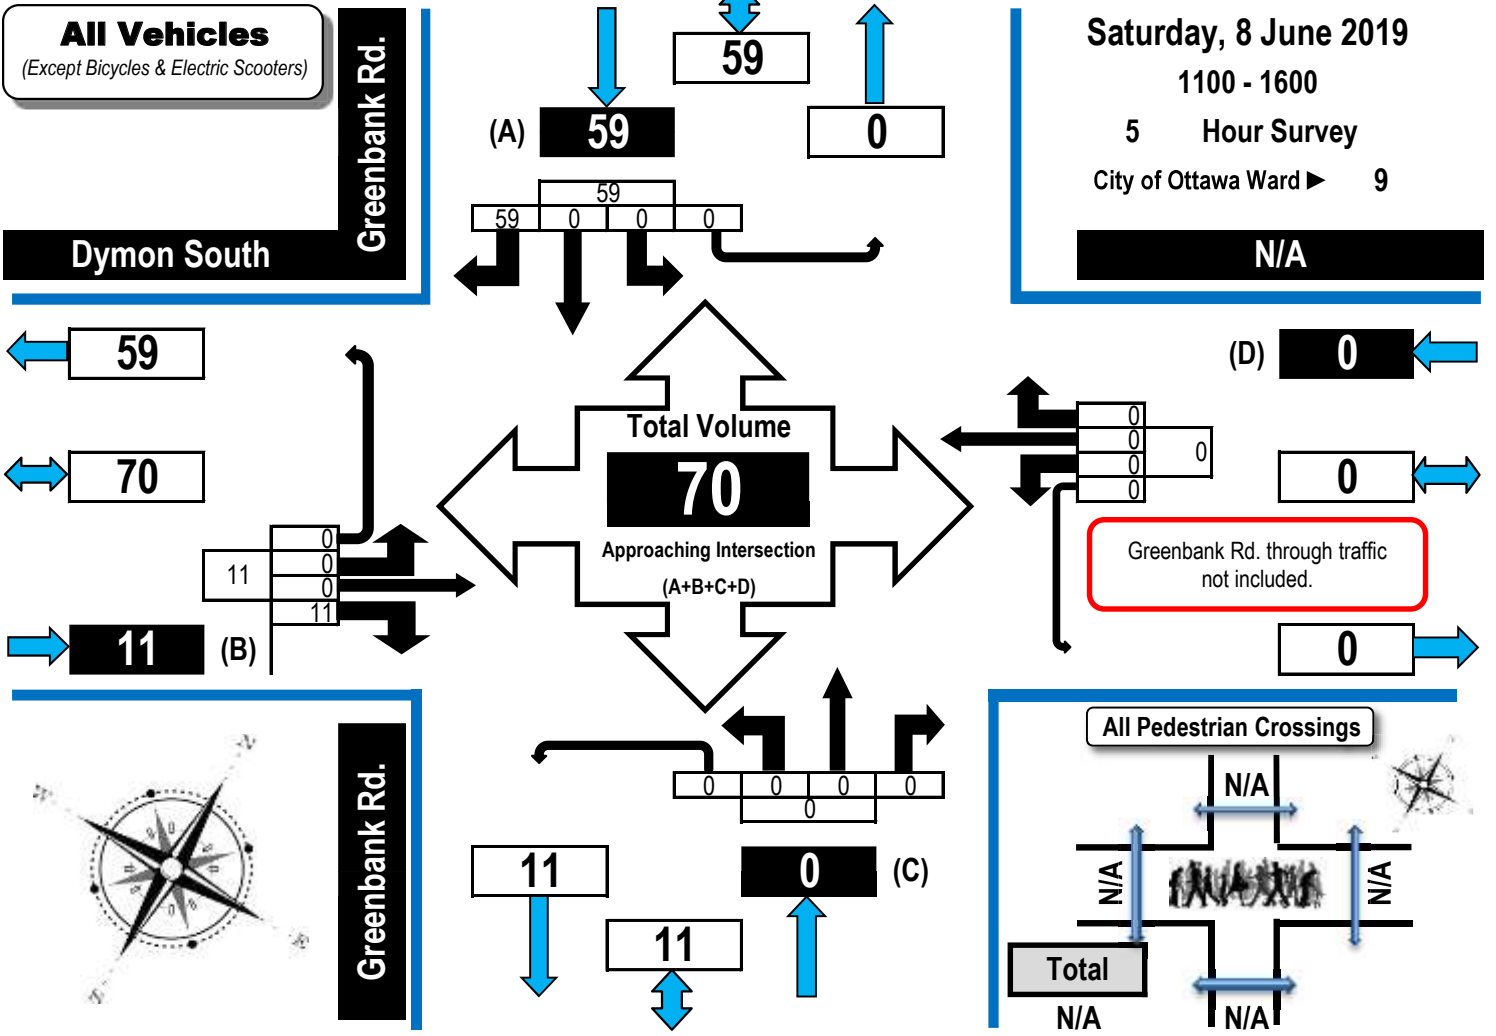 All Vehicles
(Except Bicycles & Electric Scooters)
Greenbank Rd.
Dymon South
59
59
0
(A)
59
59
59 0 0 0
Saturday, 8 June 2019
1100 - 1600
5 Hour Survey
City of Ottawa Ward ► 9
N/A
59
70
0
0
0
11
11
11 (B)
Total Volume
70
Approaching Intersection
(A+B+C+D)
(D) 0
0
0
0
0
0
0
Greenbank Rd. through traffic
not included.
0
Greenbank Rd.
N
W
E
S
0 0 0 0
0
11
0 (C)
11
All Pedestrian Crossings
N/A
N/A
N/A
Total
N/A
N/A